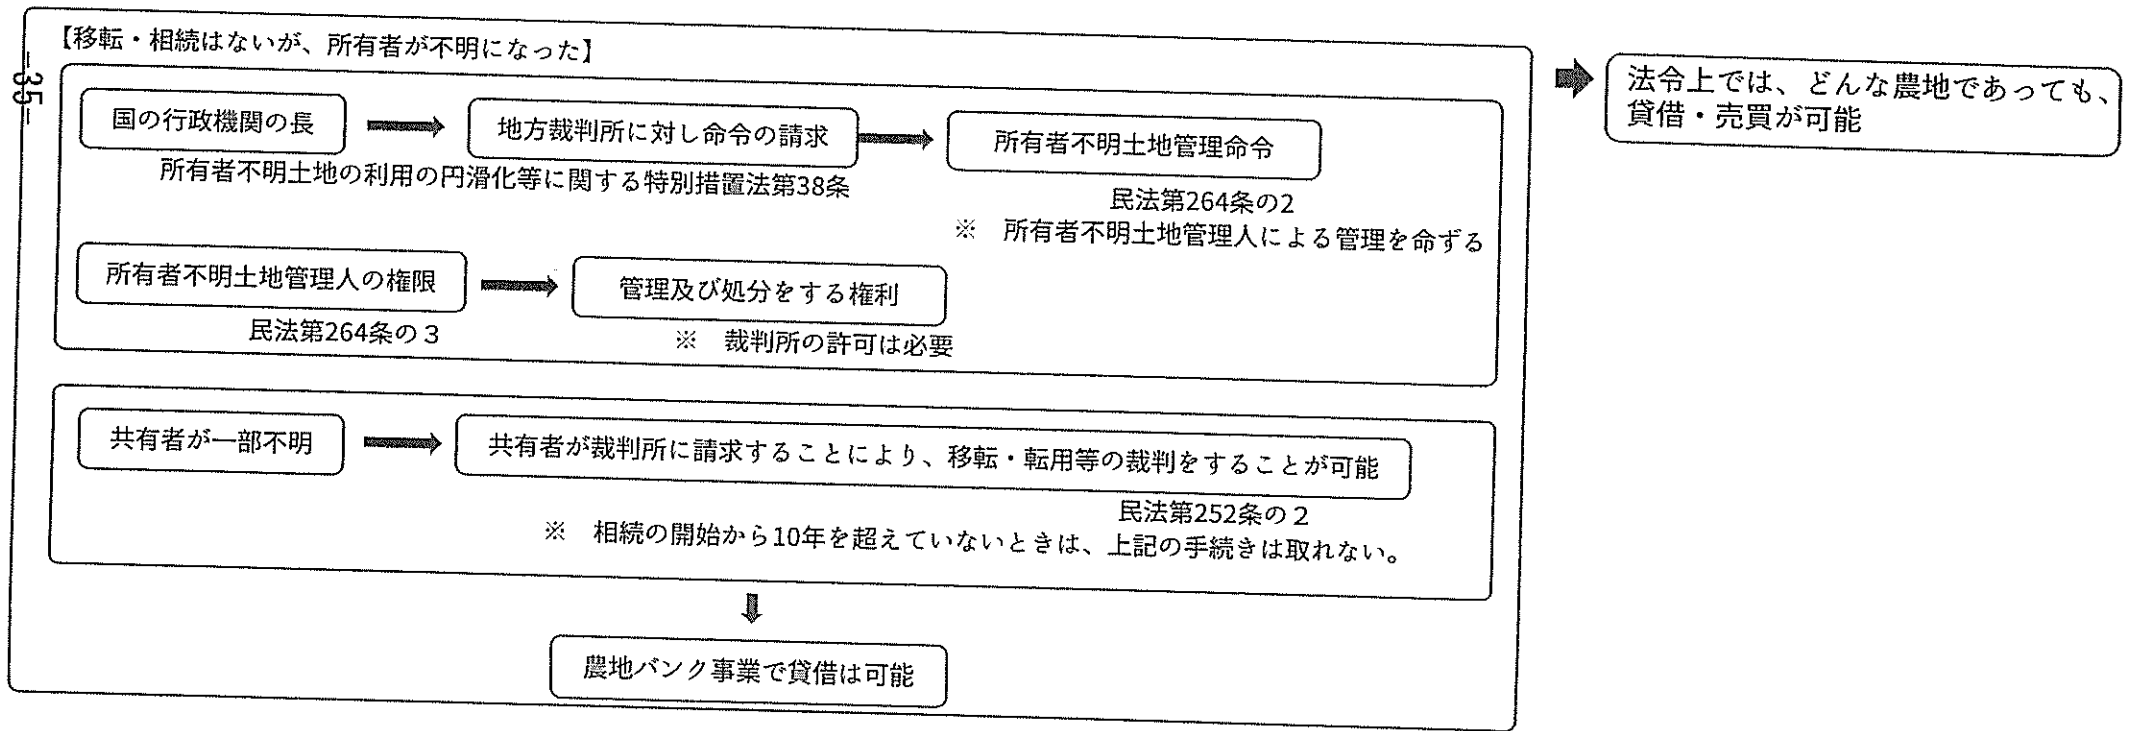 【移転・相続はないが、所有者が不明になった】
-35-
国の行政機関の長
地方裁判所に対し命令の請求
所有者不明土地管理命令
所有者不明土地の利用の円滑化等に関する特別措置法第38条
民法第264条の2
※　所有者不明土地管理人による管理を命ずる
所有者不明土地管理人の権限
管理及び処分をする権利
民法第264条の３
※　裁判所の許可は必要
共有者が一部不明
共有者が裁判所に請求することにより、移転・転用等の裁判をすることが可能
民法第252条の２
※　相続の開始から10年を超えていないときは、上記の手続きは取れない。
農地バンク事業で貸借は可能
法令上では、どんな農地であっても、
貸借・売買が可能